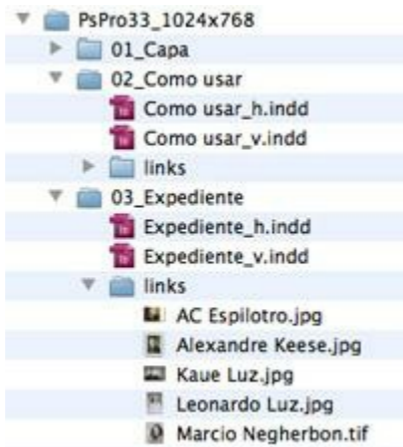 PsPro33_1024x768
01_Capa
02_Como usar
Como usar_h.indd
Como usar_v.indd
links
03_Expediente
Expediente_h.indd
Expediente_v.indd
links
AC Espilotro.jpg
Alexandre Keese.jpg
Kaue Luz.jpg
Leonardo Luz.jpg
Marcio Negherbon.tif